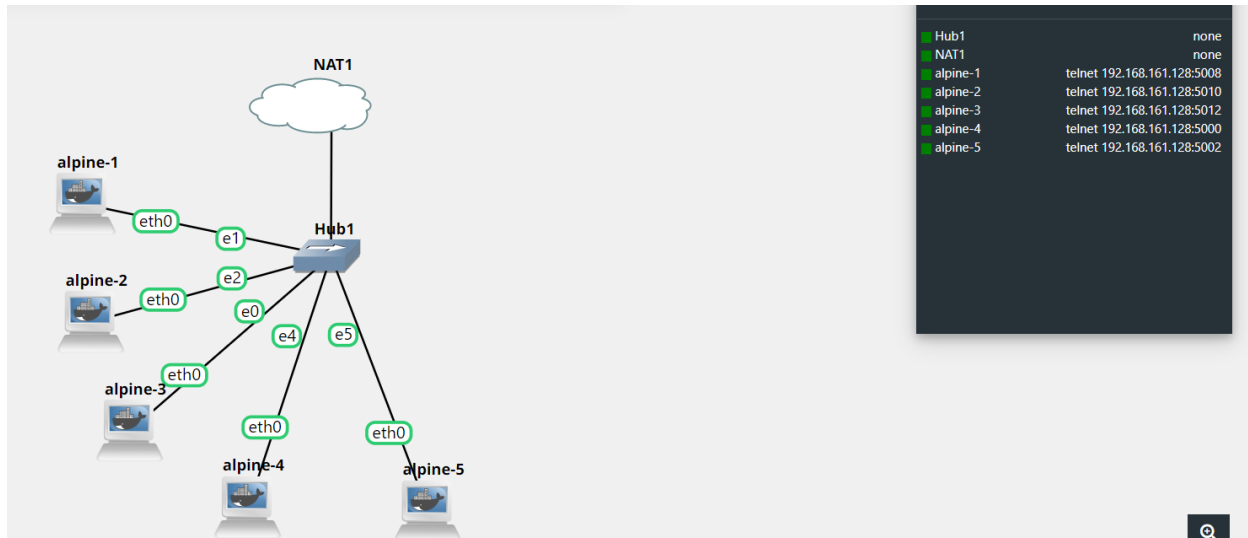 NAT1
alpine-1
eth0
e1
Hub1
alpine-2
eth0
e2
e0
e4
e5
eth0
alpine-3
eth0
eth0
alpine-4
alpine-5
Hub1 none
NAT1 none
alpine-1 telnet 192.168.161.128:5008
alpine-2 telnet 192.168.161.128:5010
alpine-3 telnet 192.168.161.128:5012
alpine-4 telnet 192.168.161.128:5000
alpine-5 telnet 192.168.161.128:5002